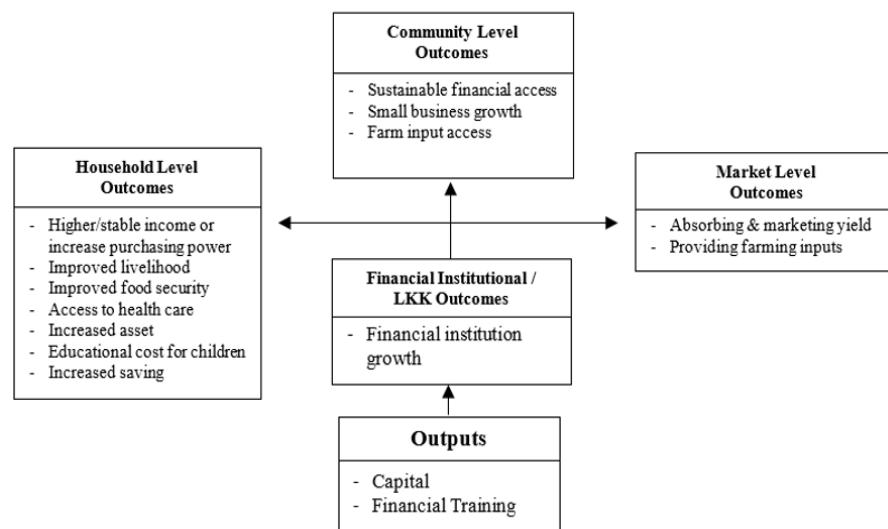 Community Level
Outcomes
- Sustainable financial access
- Small business growth
- Farm input access
Household Level
Outcomes
- Higher/stable income or
increase purchasing power
- Improved livelihood
- Improved food security
- Access to health care
- Increased asset
- Educational cost for children
- Increased saving
Market Level
Outcomes
- Absorbing & marketing yield
- Providing farming inputs
Financial Institutional /
LKK Outcomes
- Financial institution
growth
Outputs
- Capital
- Financial Training